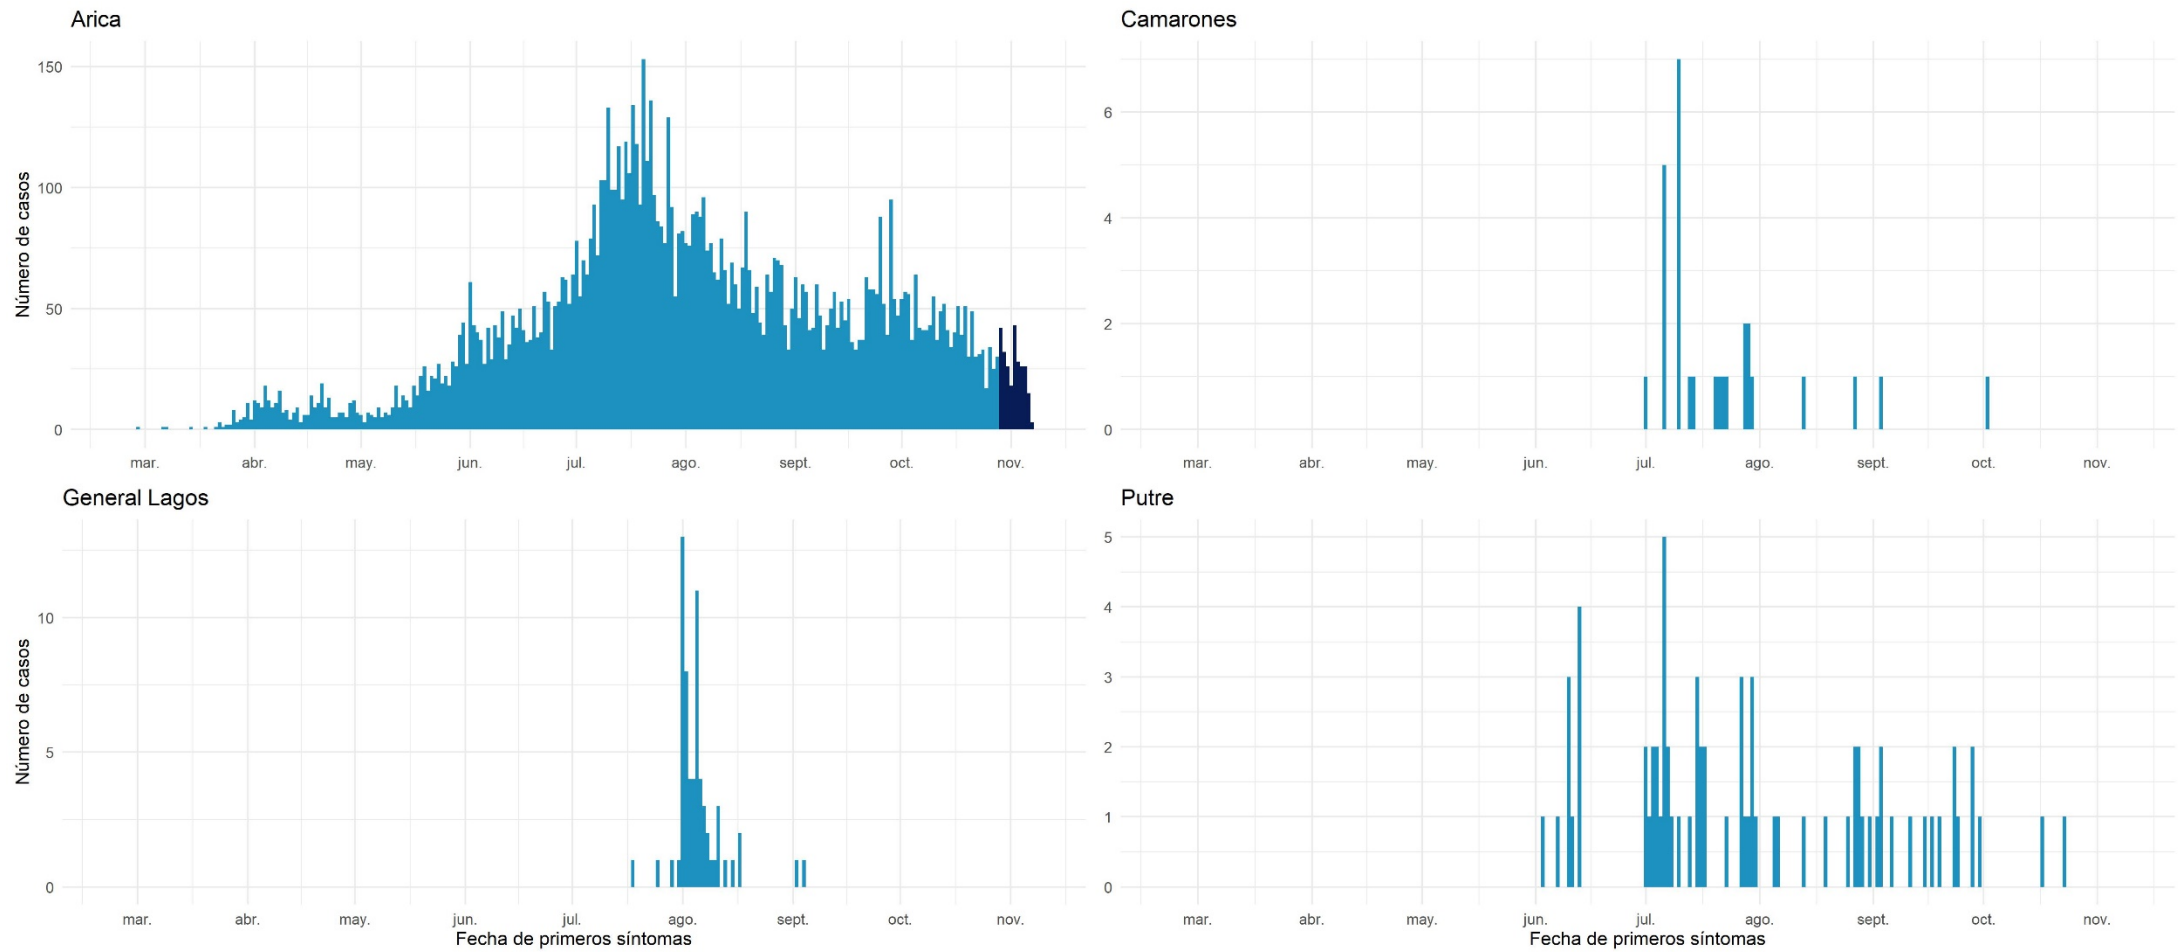 Arica
Número de casos
150
100
50
0
mar. abr. may. jun. jul. ago. sept. oct. nov.
Camarones
6
4
2
0
mar. abr. may. jun. jul. ago. sept. oct. nov.
General Lagos
Número de casos
10
5
0
mar. abr. may. jun. jul. ago. sept. oct. nov.
Fecha de primeros síntomas
Putre
5
4
3
2
1
0
mar. abr. may. jun. jul. ago. sept. oct. nov.
Fecha de primeros síntomas